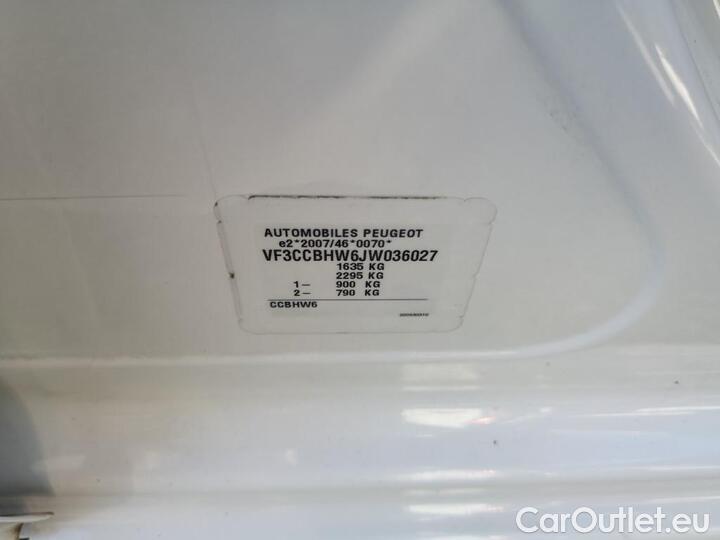 AUTOMOBILES PEUGEOT
e2*2007/46*0070*
VF3CCBHW6JW036027
1635 KG
2295 KG
1— 900 KG
2— 790 KG
CCBHW6
CarOutlet.eu